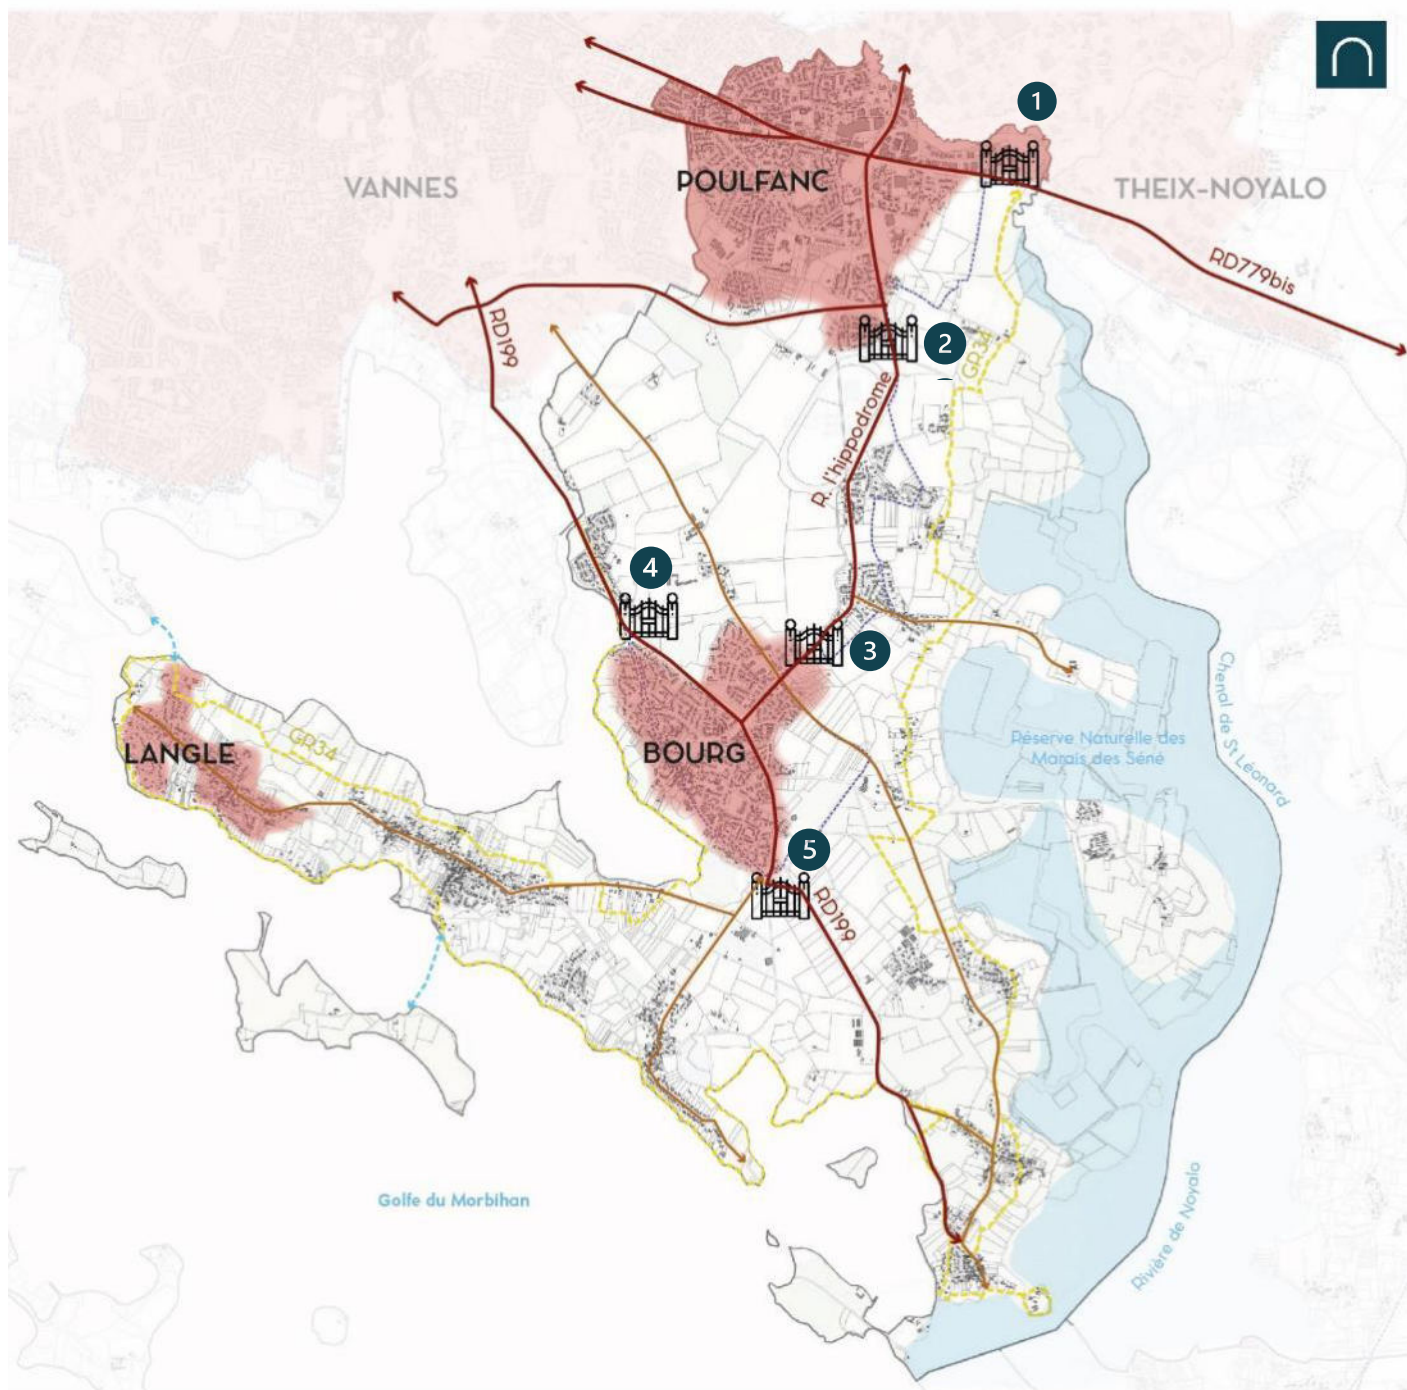 1
POULFANC
VANNES
THEIX-NOYALO
RD779bis
RD199
2
GR34
R. l'hippodrome
4
3
LANGLE
GR34
BOURG
Réserve Naturelle des
Marais des Séné
Chenal de St Léonard
5
RD199
Golfe du Morbihan
Rivière de Noyalo